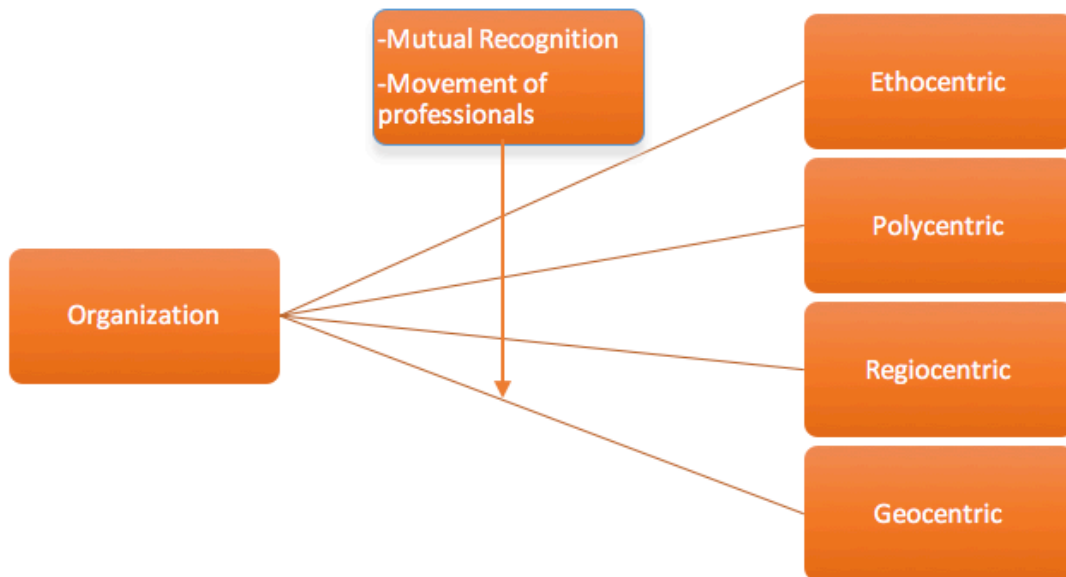 -Mutual Recognition
-Movement of
professionals
Ethocentric
Polycentric
Organization
Regiocentric
Geocentric